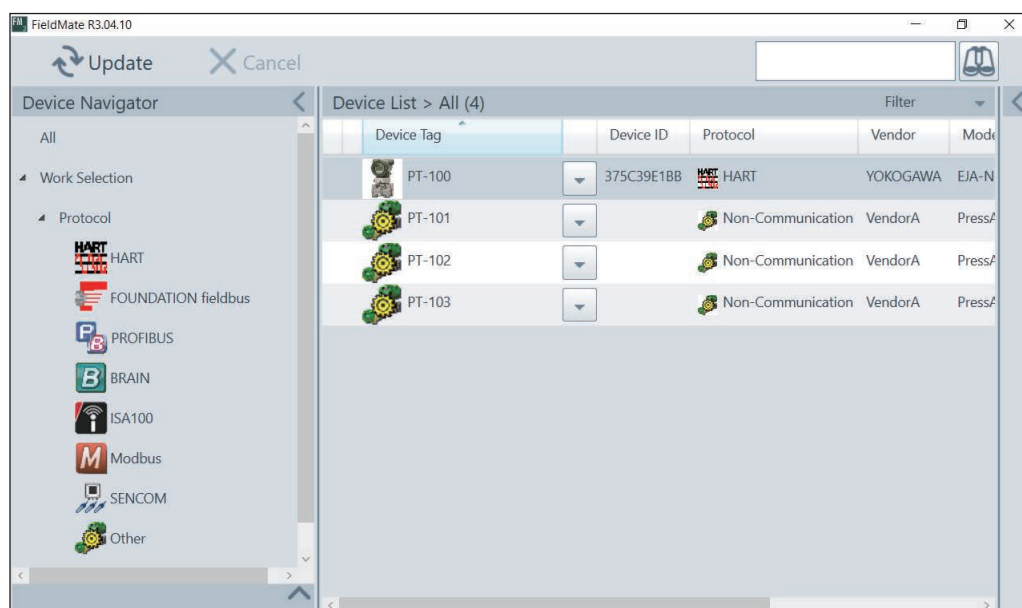 FieldMate R3.04.10
Update Cancel
Device Navigator
All
Work Selection
Protocol
HART
FOUNDATION fieldbus
PROFIBUS
BRAIN
ISA100
Modbus
SENCOM
Other
Device List > All (4) Filter
Device Tag Device ID Protocol Vendor Mode
PT-100 375C39E1BB HART YOKOGAWA EJA-N
PT-101 Non-Communication VendorA PressA
PT-102 Non-Communication VendorA PressA
PT-103 Non-Communication VendorA PressA